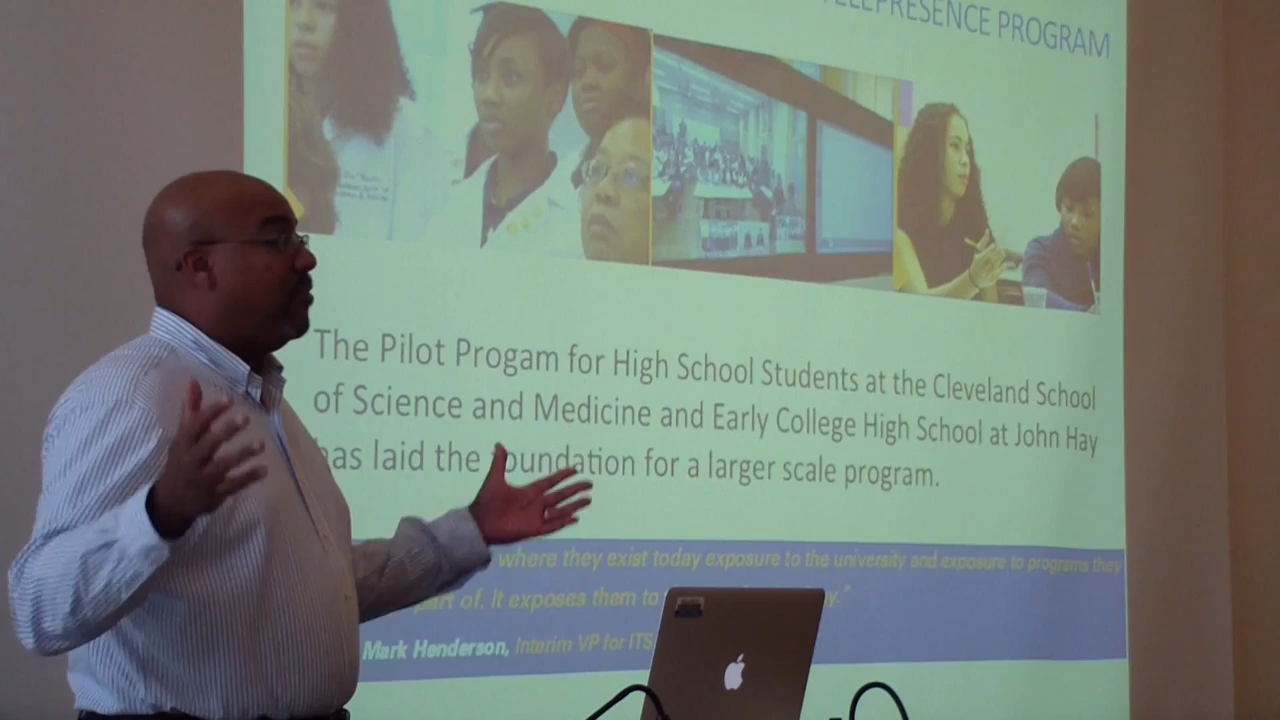 TELEPRESENCE PROGRAM
The Pilot Progam for High School Students at the Cleveland School
of Science and Medicine and Early College High School at John Hay
has laid the foundation for a larger scale program.
where they exist today exposure to the university and exposure to programs they
part of. It exposes them to
Mark Henderson, Interim VP for ITS